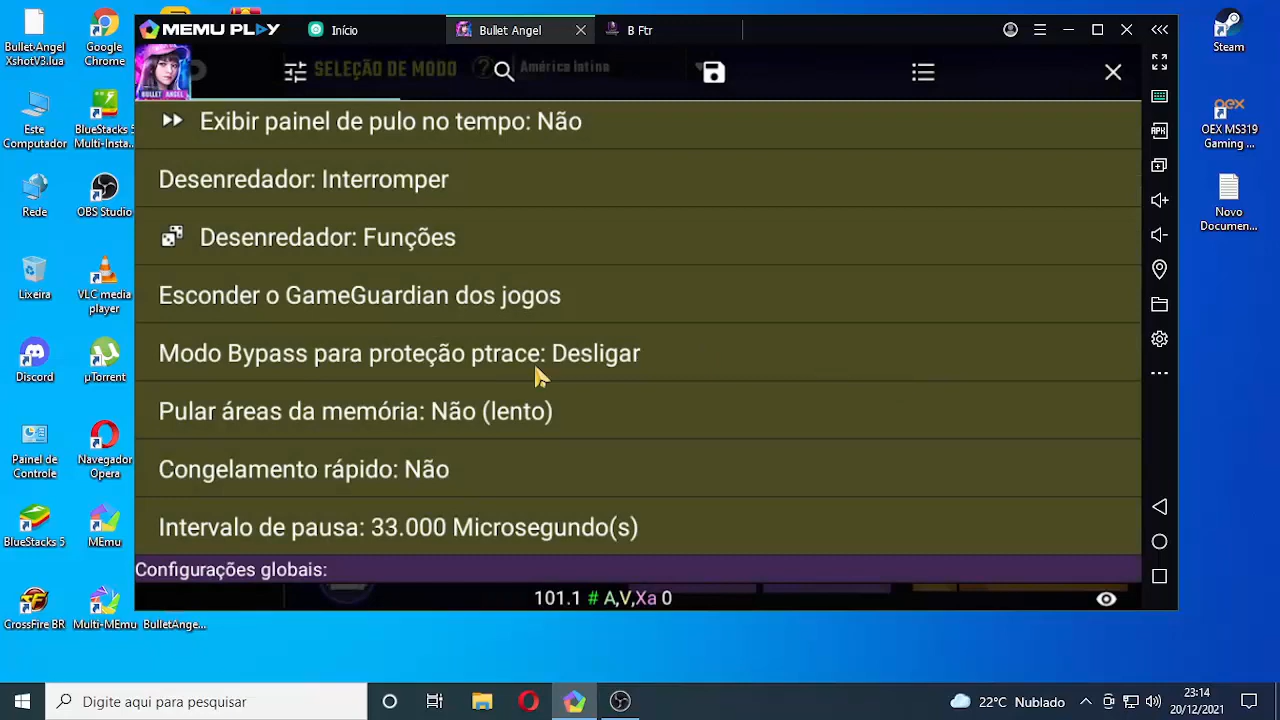 MEMU PLAY
Início
Bullet Angel
B Ftr
SELEÇÃO DE MODO
América latina
BULLET ANGEL
Exibir painel de pulo no tempo: Não
Desenredador: Interromper
Desenredador: Funções
Esconder o GameGuardian dos jogos
Modo Bypass para proteção ptrace: Desligar
Pular áreas da memória: Não (lento)
Congelamento rápido: Não
Intervalo de pausa: 33.000 Microsegundo(s)
Configurações globais:
101.1 # A,V,Xa 0
APK
BulletAngel
XshotV3.lua
Google
Chrome
Este
Computador
BlueStacks 5
Multi-Insta...
Rede
OBS Studio
Lixeira
VLC media
player
Discord
µTorrent
Painel de
Controle
Navegador
Opera
BlueStacks 5
MEmu
CrossFire BR
Multi-MEmu
BulletAnge...
Steam
OEX MS319
Gaming ...
Novo
Documen...
Digite aqui para pesquisar
22°C Nublado
23:14
20/12/2021